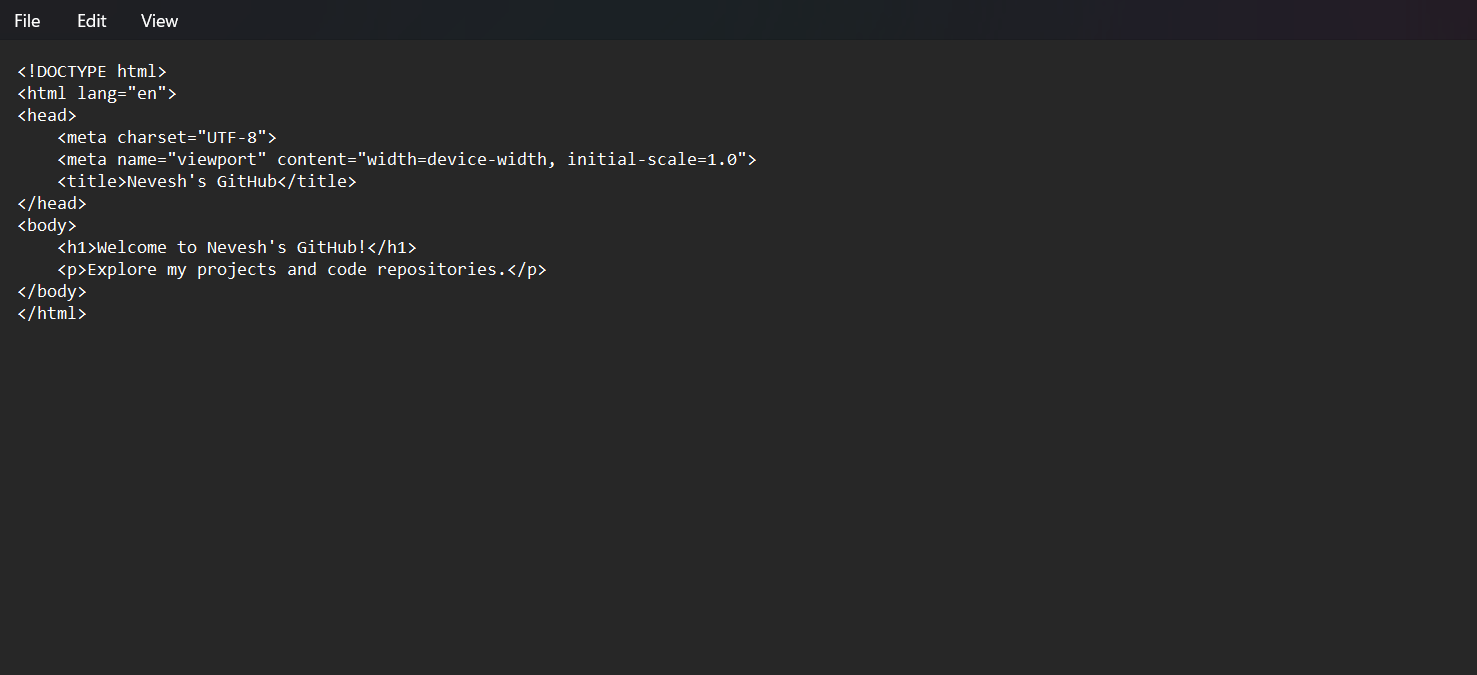 File Edit View
<!DOCTYPE html>
<html lang="en">
<head>
    <meta charset="UTF-8">
    <meta name="viewport" content="width=device-width, initial-scale=1.0">
    <title>Nevesh's GitHub</title>
</head>
<body>
    <h1>Welcome to Nevesh's GitHub!</h1>
    <p>Explore my projects and code repositories.</p>
</body>
</html>